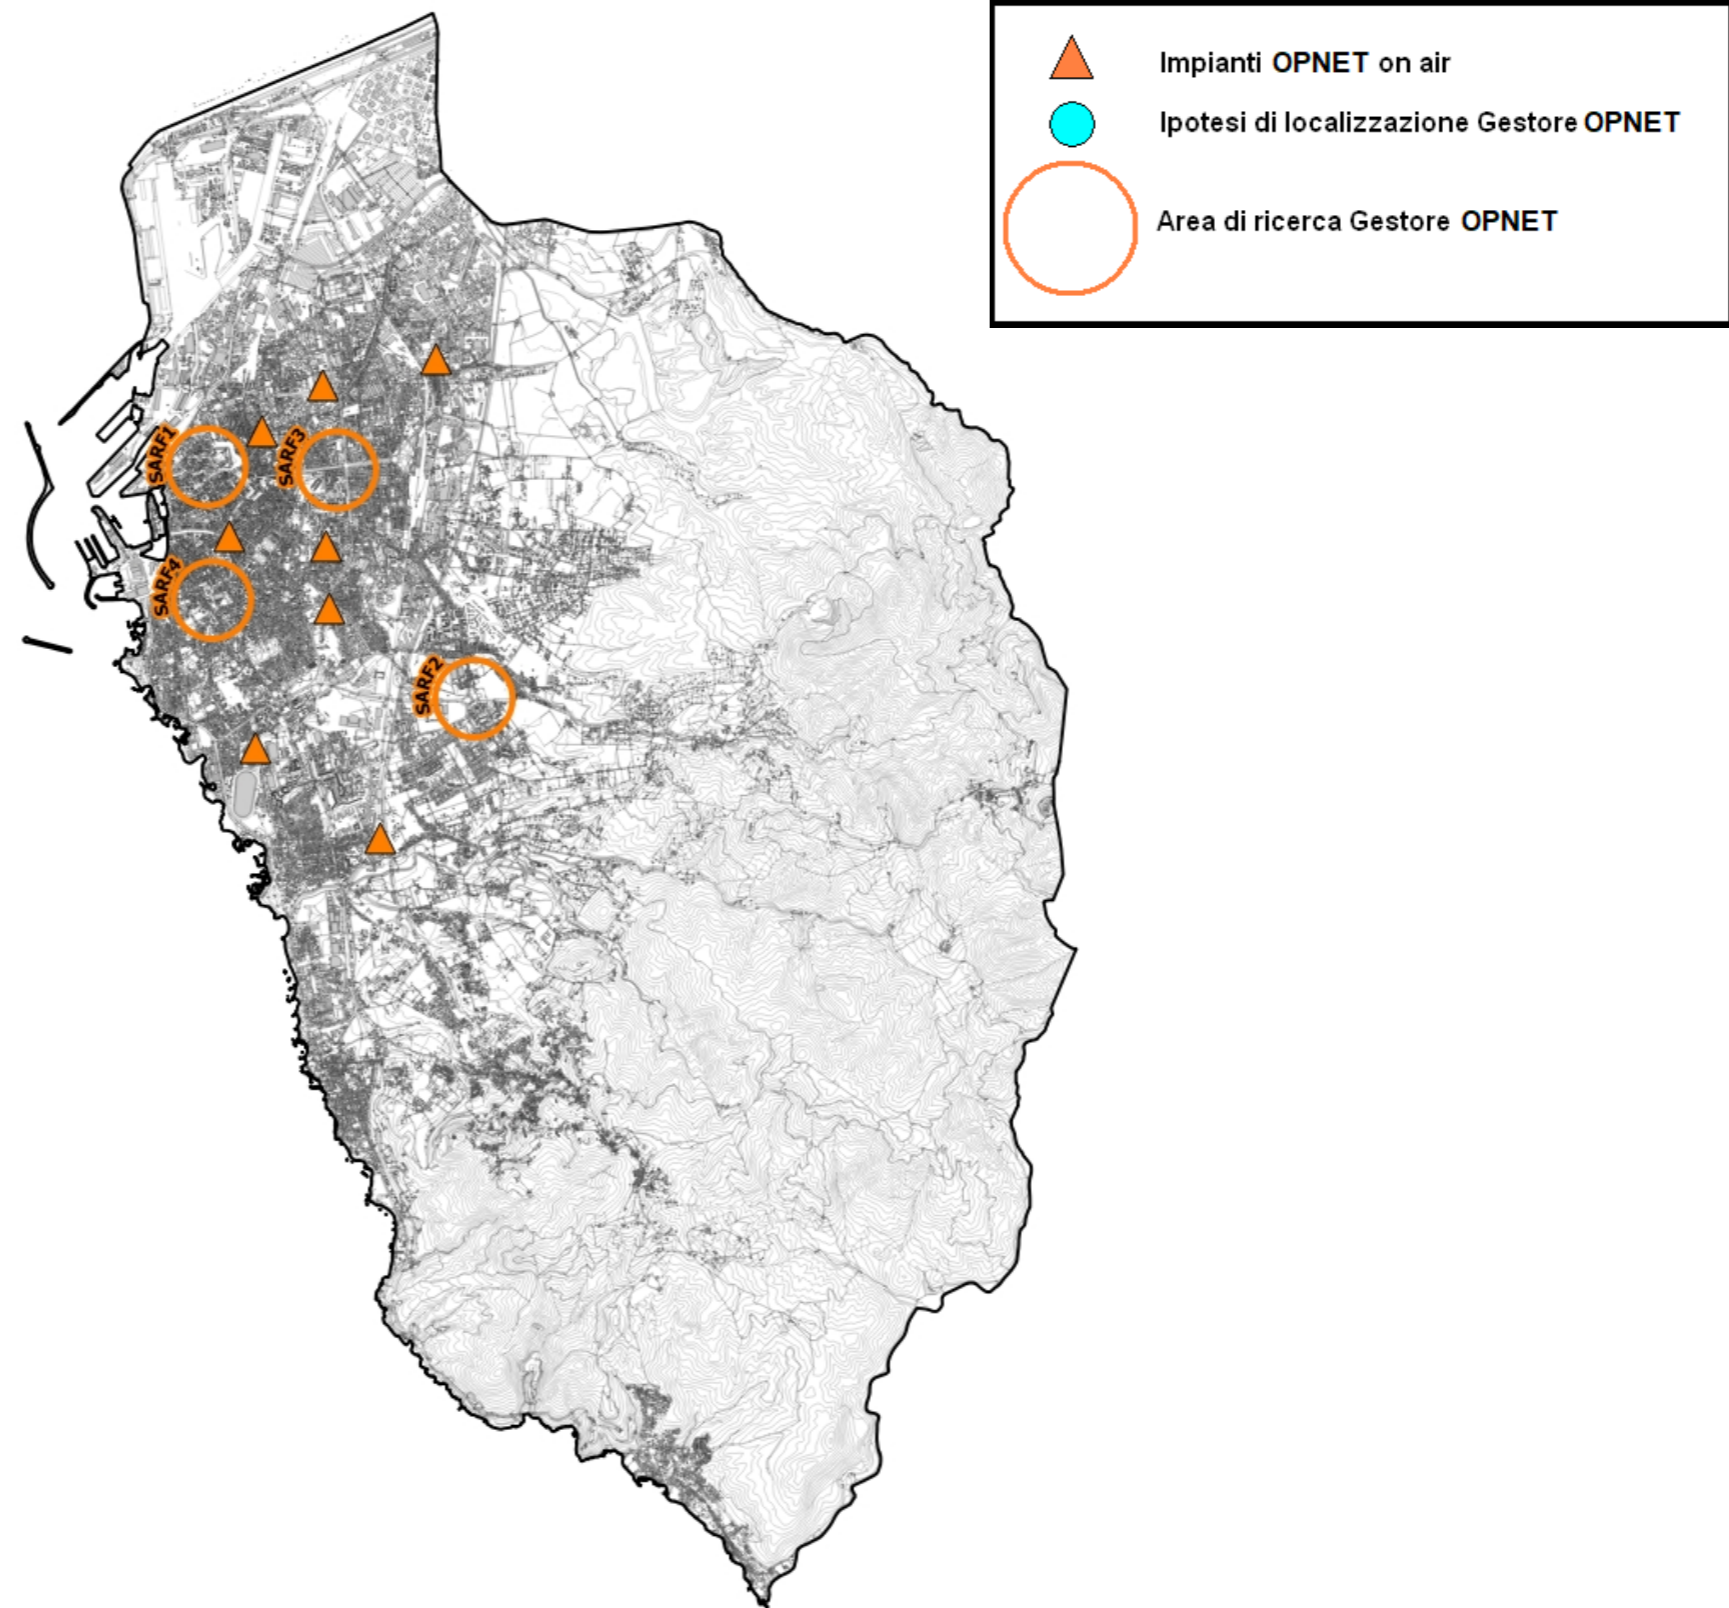 Impianti OPNET on air
Ipotesi di localizzazione Gestore OPNET
Area di ricerca Gestore OPNET
SARF1
SARF3
SARF4
SARF2